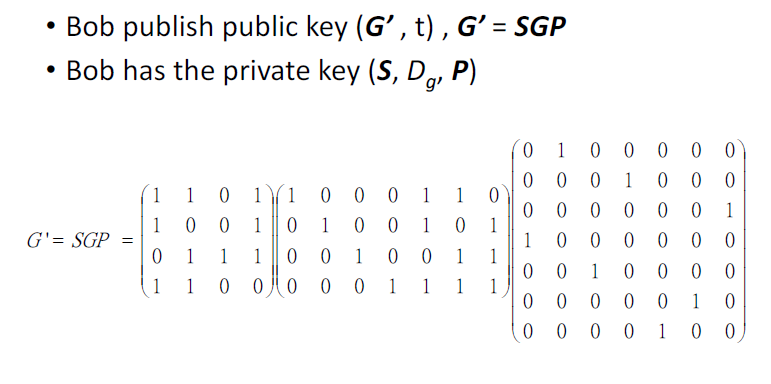 • Bob publish public key (G’ , t) , G’ = SGP
• Bob has the private key (S, Dg, P)
G'= SGP = (1 1 0 1)(1 0 0 0 1 1 0)(0 1 0 0 0 0 0)
1 0 0 1 0 1 0 0 1 0 1 0 0 0 1 0 0 0
0 1 1 1 0 0 1 0 0 1 1 0 0 0 0 0 0 1
1 1 0 0 0 0 0 1 1 1 1 1 0 0 0 0 0 0
0 0 1 0 0 0 0
0 0 0 0 0 1 0
0 0 0 0 1 0 0